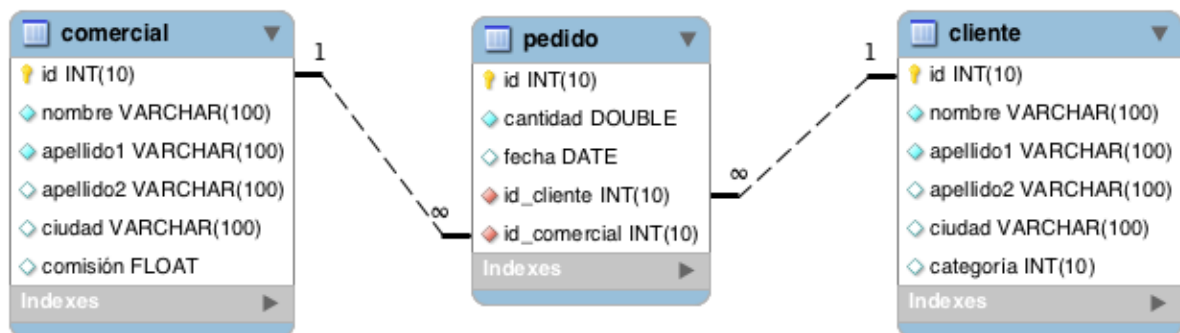 comercial
id INT(10)
nombre VARCHAR(100)
apellido1 VARCHAR(100)
apellido2 VARCHAR(100)
ciudad VARCHAR(100)
comisión FLOAT
Indexes
1
∞
pedido
id INT(10)
cantidad DOUBLE
fecha DATE
id_cliente INT(10)
id_comercial INT(10)
Indexes
∞
1
cliente
id INT(10)
nombre VARCHAR(100)
apellido1 VARCHAR(100)
apellido2 VARCHAR(100)
ciudad VARCHAR(100)
categoría INT(10)
Indexes